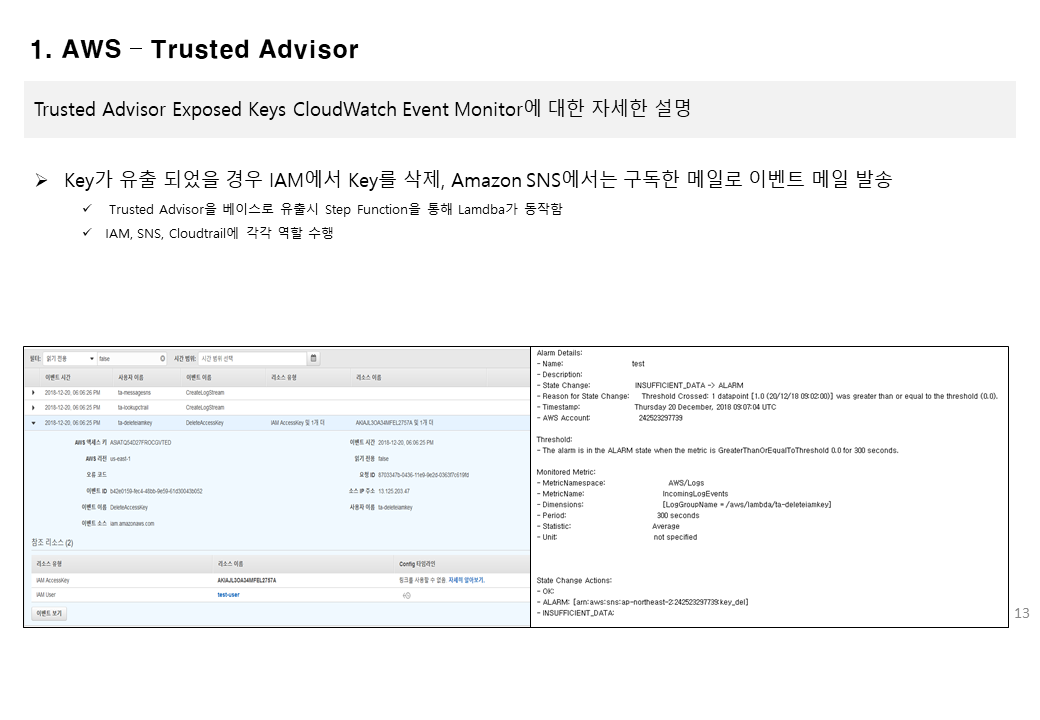 1. AWS – Trusted Advisor
Trusted Advisor Exposed Keys CloudWatch Event Monitor에 대한 자세한 설명
Key가 유출 되었을 경우 IAM에서 Key를 삭제, Amazon SNS에서는 구독한 메일로 이벤트 메일 발송
Trusted Advisor을 베이스로 유출시 Step Function을 통해 Lamdba가 동작함
IAM, SNS, Cloudtrail에 각각 역할 수행
필터: 읽기 전용 false 시간 범위: 시간 범위 선택
이벤트 시간 사용자 이름 이벤트 이름 리소스 유형 리소스 이름
2018-12-20, 06:06:26 PM ta-messagesns CreateLogStream
2018-12-20, 06:06:25 PM ta-lookupctrail CreateLogStream
2018-12-20, 06:06:25 PM ta-deleteiamkey DeleteAccessKey IAM AccessKey 및 1개 더 AKIAJL3OA34MFEL2757A 및 1개 더
AWS 액세스 키 ASIATQ54D27FROCGVTED 이벤트 시간 2018-12-20, 06:06:25 PM
AWS 리전 us-east-1 읽기 전용 false
오류 코드 요청 ID 8703347b-0436-11e9-9e2d-0363f7c619fd
이벤트 ID b42e0159-fec4-48bb-9e59-61d30043b052 소스 IP 주소 13.125.203.47
이벤트 이름 DeleteAccessKey 사용자 이름 ta-deleteiamkey
이벤트 소스 iam.amazonaws.com
참조 리소스 (2)
리소스 유형 리소스 이름 Config 타임라인
IAM AccessKey AKIAJL3OA34MFEL2757A 링크를 사용할 수 없음. 자세히 알아보기.
IAM User test-user
이벤트 보기
Alarm Details:
- Name: test
- Description:
- State Change: INSUFFICIENT_DATA -> ALARM
- Reason for State Change: Threshold Crossed: 1 datapoint [1.0 (20/12/18 09:02:00)] was greater than or equal to the threshold (0.0).
- Timestamp: Thursday 20 December, 2018 09:07:04 UTC
- AWS Account: 242523297739
Threshold:
- The alarm is in the ALARM state when the metric is GreaterThanOrEqualToThreshold 0.0 for 300 seconds.
Monitored Metric:
- MetricNamespace: AWS/Logs
- MetricName: IncomingLogEvents
- Dimensions: [LogGroupName = /aws/lambda/ta-deleteiamkey]
- Period: 300 seconds
- Statistic: Average
- Unit: not specified
State Change Actions:
- OK:
- ALARM: [arn:aws:sns:ap-northeast-2:242523297739:key_del]
- INSUFFICIENT_DATA:
13